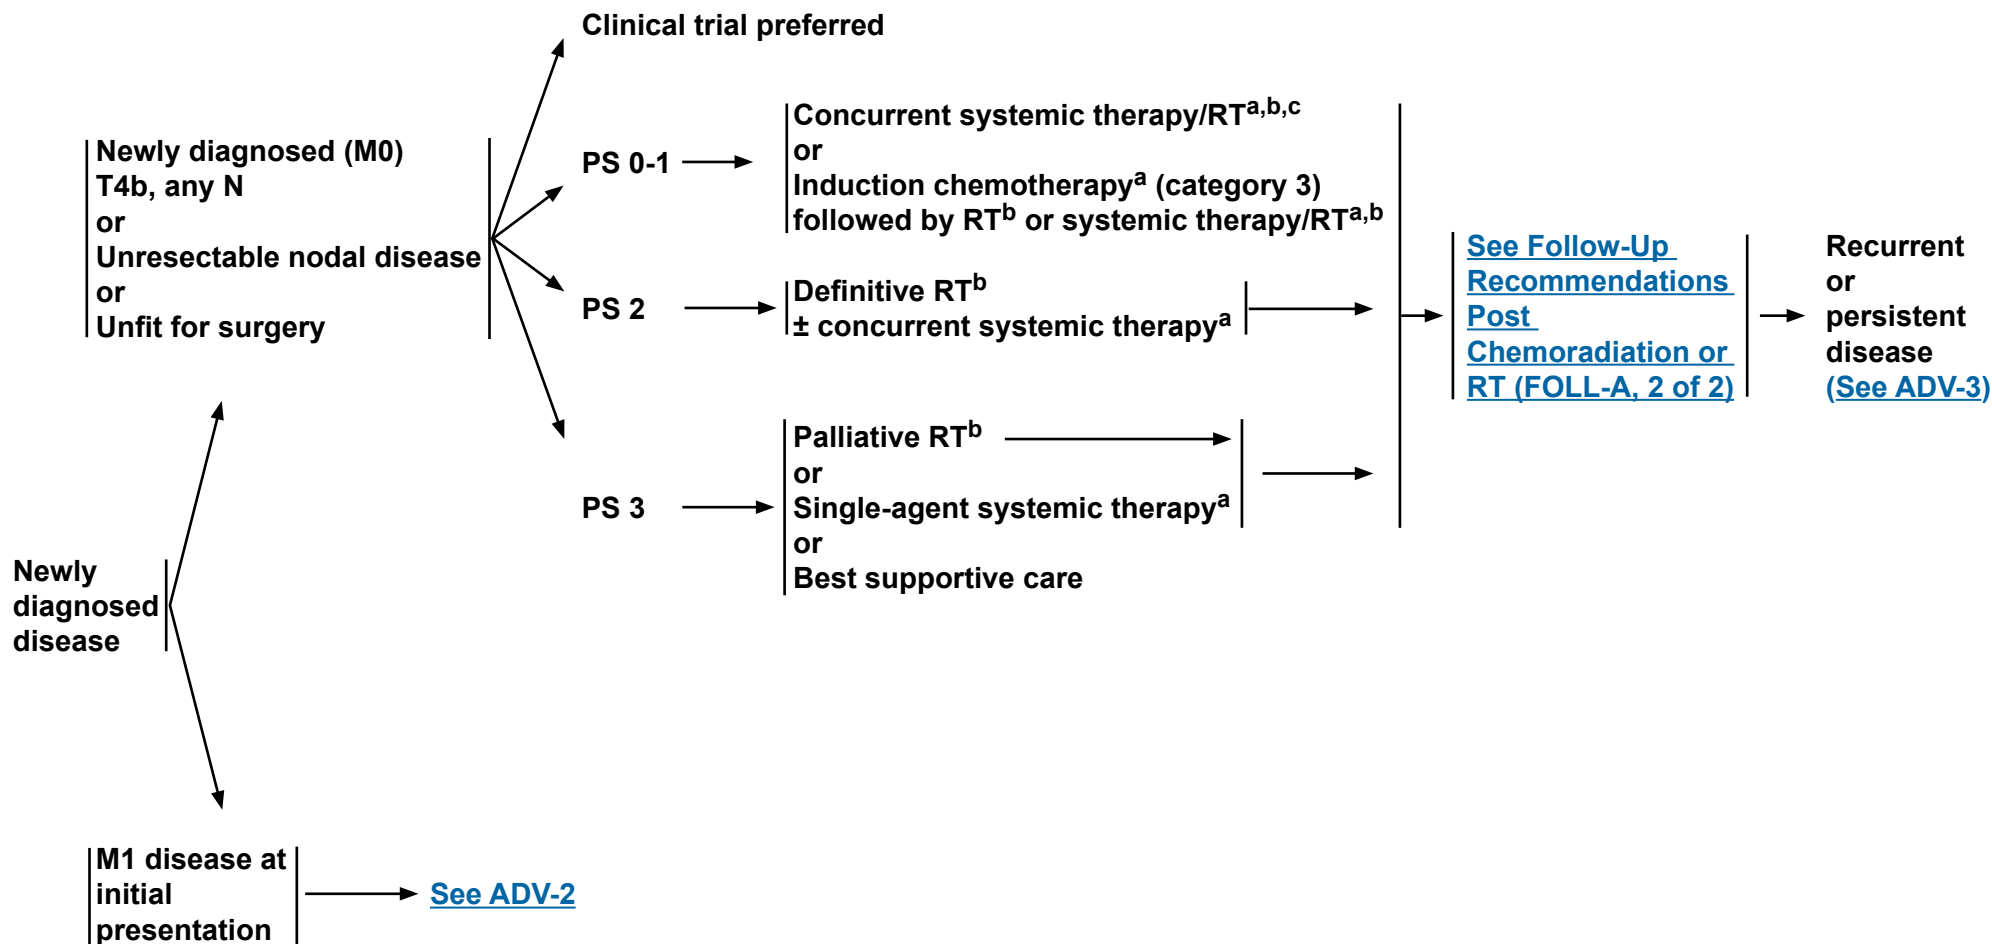 Clinical trial preferred
Newly diagnosed (M0)
T4b, any N
or
Unresectable nodal disease
or
Unfit for surgery
PS 0-1
Concurrent systemic therapy/RTa,b,c
or
Induction chemotherapya (category 3)
followed by RTb or systemic therapy/RTa,b
PS 2
Definitive RTb
± concurrent systemic therapya
PS 3
Palliative RTb
or
Single-agent systemic therapya
or
Best supportive care
See Follow-Up
Recommendations
Post
Chemoradiation or
RT (FOLL-A, 2 of 2)
Recurrent
or
persistent
disease
(See ADV-3)
Newly
diagnosed
disease
M1 disease at
initial
presentation
See ADV-2